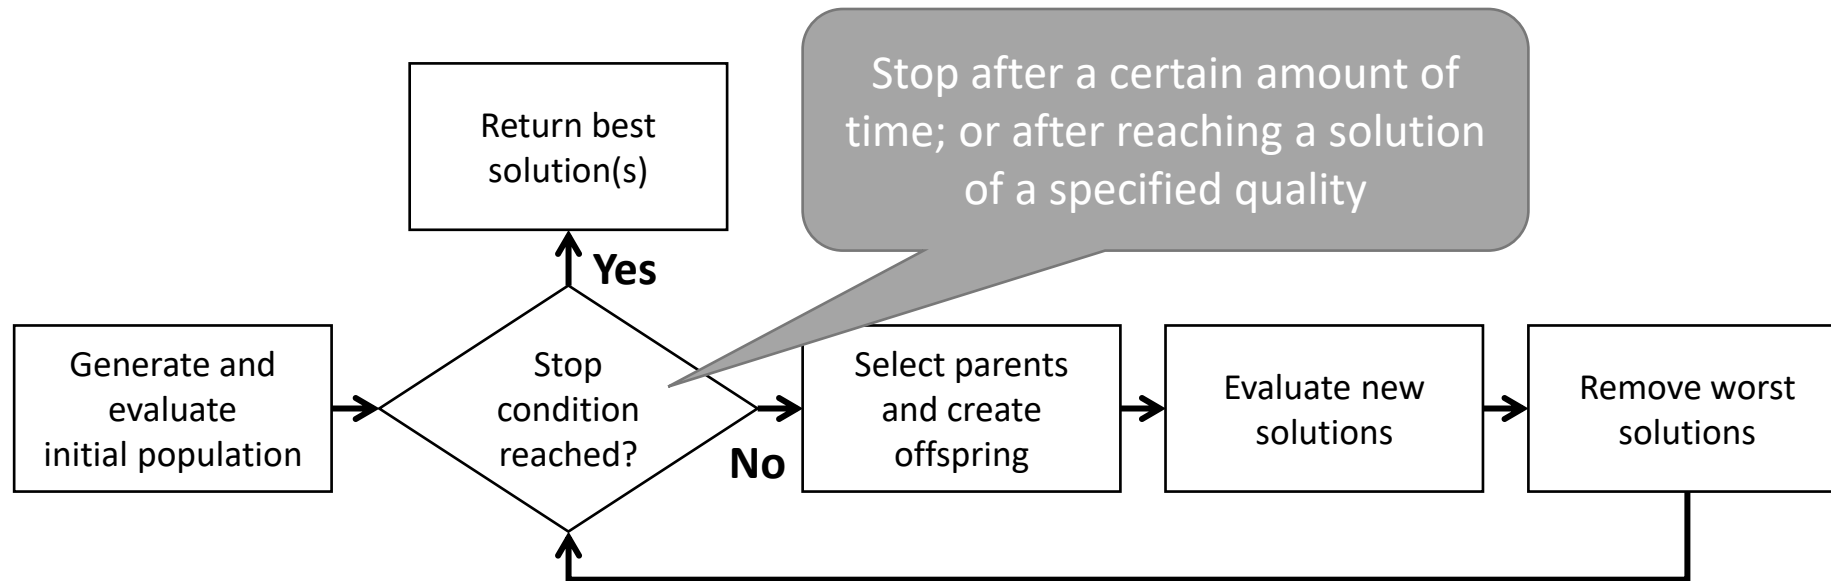 Return best
solution(s)
Stop after a certain amount of
time; or after reaching a solution
of a specified quality
Yes
Generate and
evaluate
initial population
Stop
condition
reached?
No
Select parents
and create
offspring
Evaluate new
solutions
Remove worst
solutions